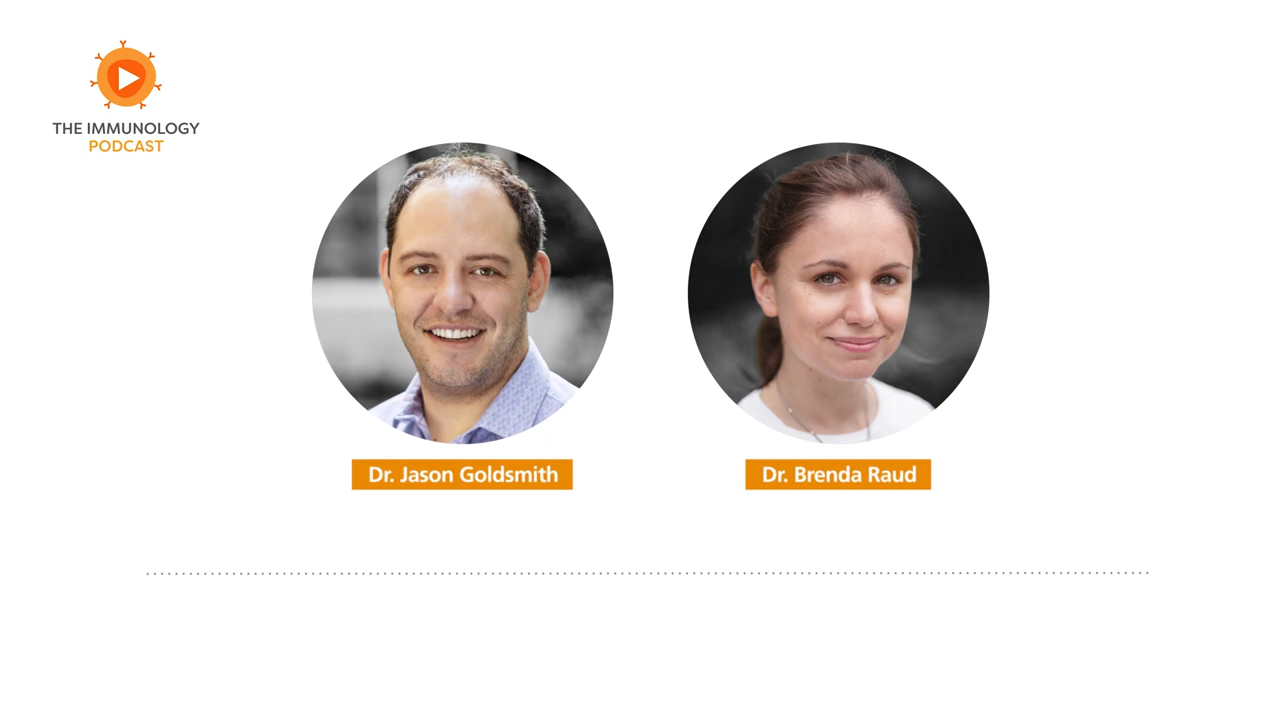 THE IMMUNOLOGY
PODCAST
Dr. Jason Goldsmith
Dr. Brenda Raud